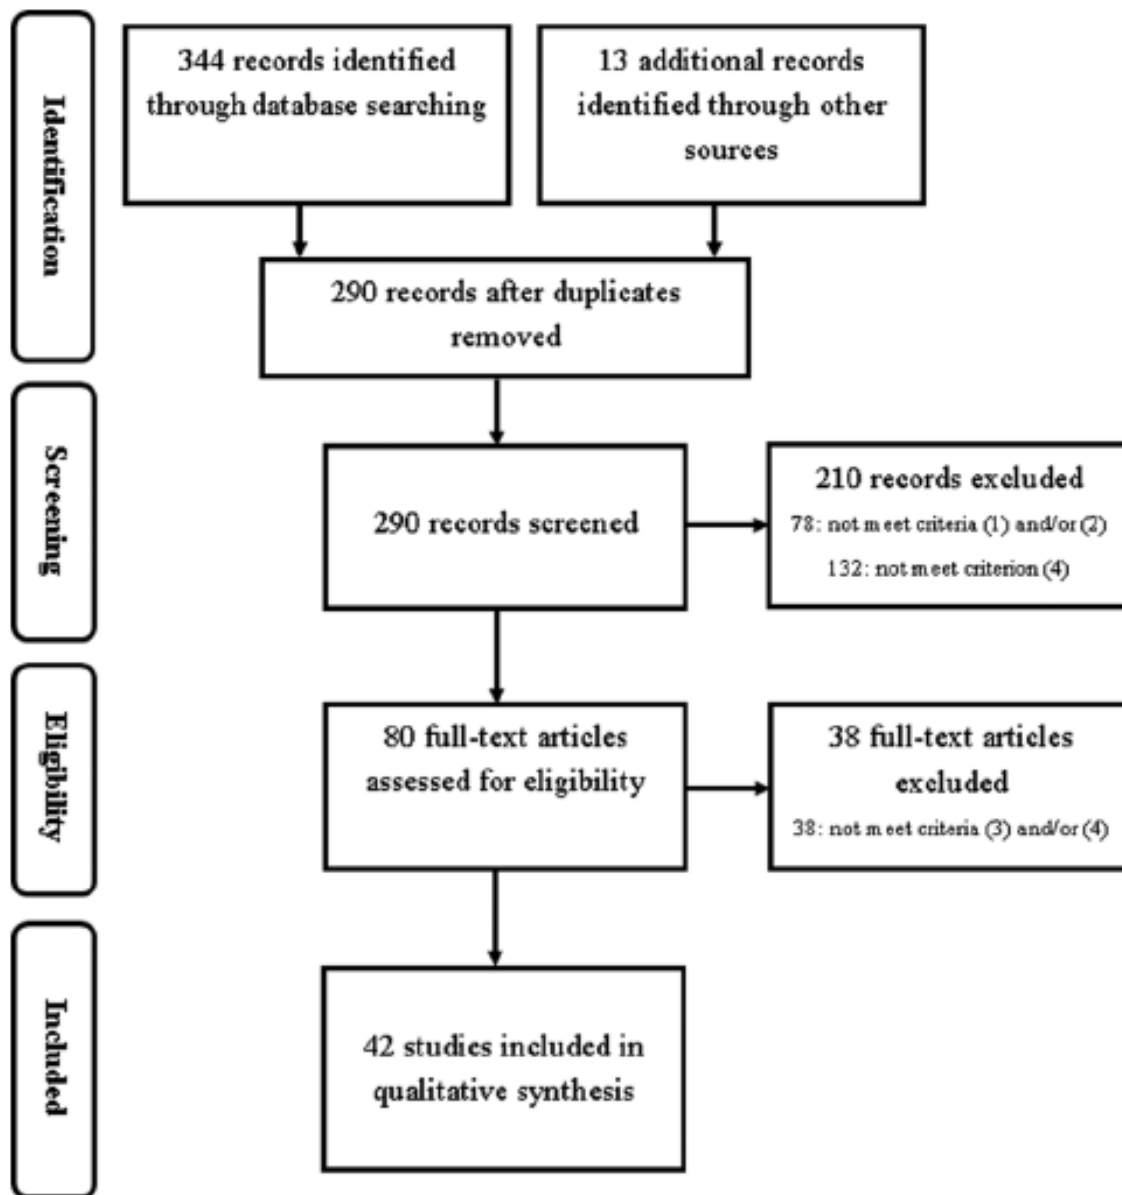 Identification
344 records identified
through database searching
13 additional records
identified through other
sources
290 records after duplicates
removed
Screening
290 records screened
210 records excluded
78: not meet criteria (1) and/or (2)
132: not meet criterion (4)
Eligibility
80 full-text articles
assessed for eligibility
38 full-text articles
excluded
38: not meet criteria (3) and/or (4)
Included
42 studies included in
qualitative synthesis